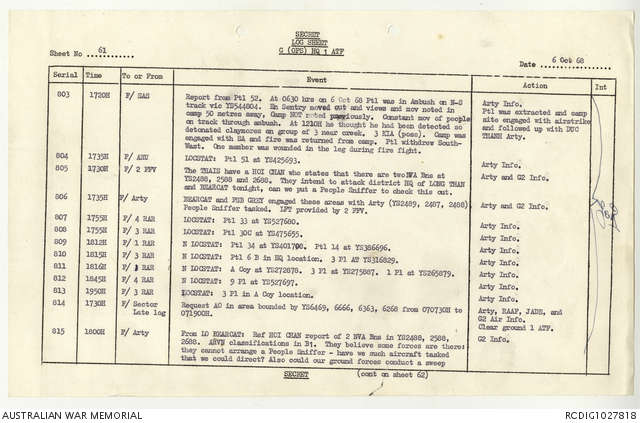 SECRET
LOG SHEET
G (OPS) HQ 1 ATF
Sheet No 61
Date 6 Oct 68
Serial Time To or From Event Action Int
803 1720H F/ SAS Report from Ptl 52. At 0630 hrs on 6 Oct 68 Ptl was in Ambush on N-S Arty Info.
track vic YS544804. En Sentry moved out and views and mov noted in Ptl was extracted and camp
camp 50 metres away, Camp NOT noted previously. Constant mov of people site engaged with airstrike
on track through ambush. At 1210H he thought he had been detected so and followed up with DUC
detonated claymores on group of 3 near creek. 3 KIA (poss). Camp was THANH Arty.
engaged with SA and fire was returned from camp. Ptl withdrew South-
West. One member was wounded in the leg during fire fight.
804 1735H F/ ANU LOCSTAT: Ptl 51 at YS425693. Arty Info.
805 1730H F/ 2 FFV The THAIS have a HOI CHAN who states that there are two NVA Bns at Arty and G2 Info.
YS2488, 2588 and 2688. They intend to attack district HQ of LONG THAN
and BEARCAT tonight, can we put a People Sniffer to check this out.
806 1735H F/ Arty BEARCAT and FSB GREY engaged these areas with Arty (YS2489, 2487, 2488) Arty and G2 Info.
People Sniffer tasked. LFT provided by 2 FFV.
807 1755H F/ 4 RAR LOCSTAT: Ptl 33 at YS527680. Arty Info.
808 1755H F/ 3 RAR LOCSTAT: Ptl 30C at YS475655. Arty Info.
809 1812H F/ 1 RAR N LOCSTAT: Ptl 34 at YS401790. Ptl 14 at YS386696. Arty Info.
810 1815H F/ 3 RAR N LOCSTAT: Ptl 6 B in HQ location. 3 Pl AT YS316829. Arty Info.
811 1816H F/ 1 RAR N LOCSTAT: A Coy at YS272878. 3 Pl at YS275887. 1 Pl at YS265879. Arty Info.
812 1845H F/ 4 RAR N LOCSTAT: 9 Pl at YS527697. Arty Info.
813 1950H F/ 3 RAR LOCSTAT: 3 Pl in A Coy location. Arty Info.
814 1730H F/ Sector Request AO in area bounded by YS6469, 6666, 6363, 6268 from 070730H to Arty, RAAF, JADE, and
Late log 071900H. G2 Air Info.
Clear ground 1 ATF.
815 1800H F/ Arty From LO BEARCAT: Ref HOI CHAN report of 2 NVA Bns in YS2488, 2588, G2 Info.
2688. ARVN classifications in B1. They believe some forces are there:
they cannot arrange a People Sniffer - have we such aircraft tasked
that we could direct? Also could our ground forces conduct a sweep
SECRET (cont on sheet 62)
AUSTRALIAN WAR MEMORIAL
RCDIG1027818